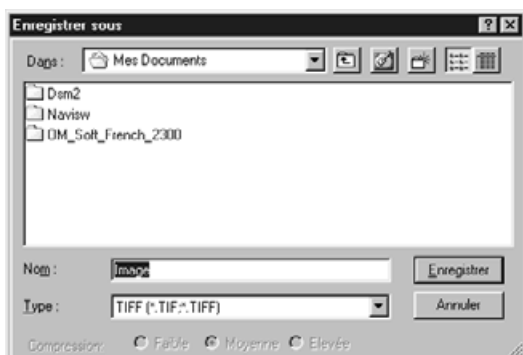 Enregistrer sous
Dans : Mes Documents
Dsm2
Navisw
OM_Soft_French_2300
Nom : Image Enregistrer
Type : TIFF (*.TIF;*.TIFF) Annuler
Compression: Faible Moyenne Elevée